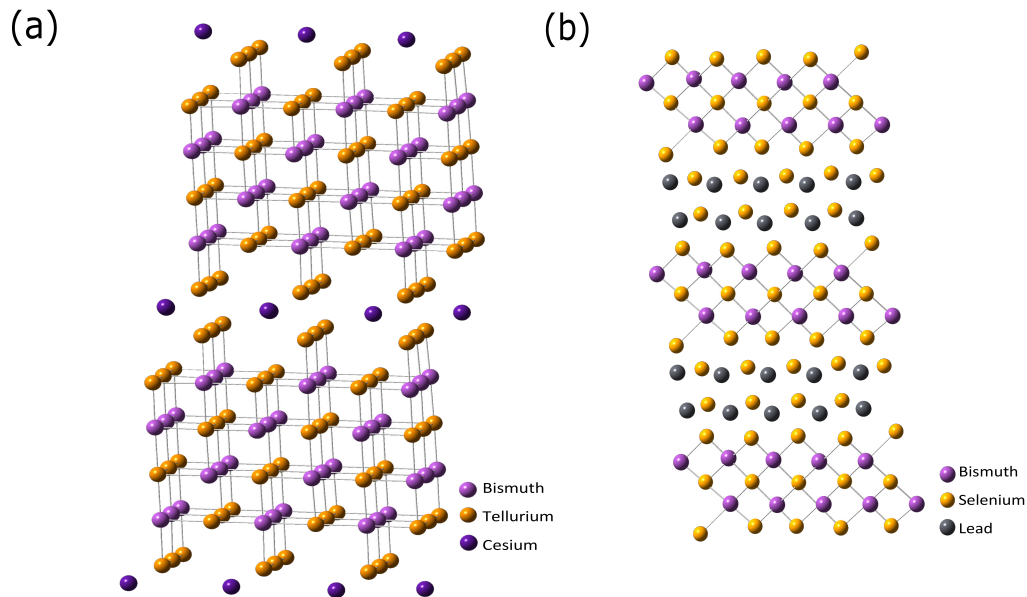 (a)
Bismuth
Tellurium
Cesium
(b)
Bismuth
Selenium
Lead